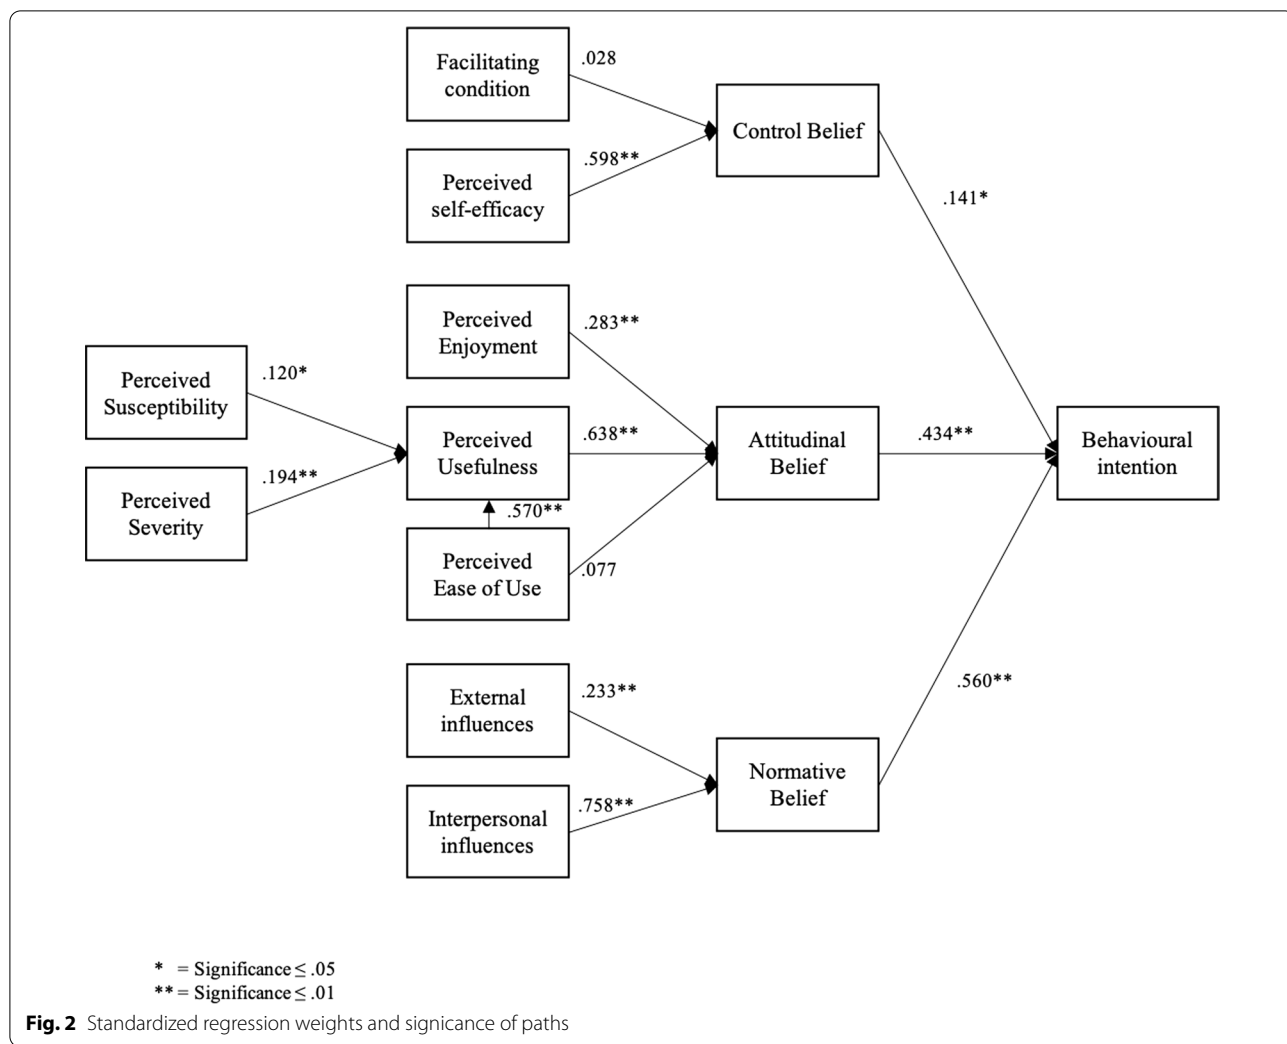 Facilitating
condition
.028
Control Belief
Perceived
self-efficacy
.598**
.141*
Perceived
Enjoyment
.283**
Perceived
Susceptibility
.120*
Perceived
Usefulness
.638**
Attitudinal
Belief
.434**
Behavioural
intention
Perceived
Severity
.194**
.570**
Perceived
Ease of Use
.077
External
influences
.233**
.560**
Normative
Belief
Interpersonal
influences
.758**
* = Significance ≤ .05
** = Significance ≤ .01
Fig. 2 Standardized regression weights and signicance of paths